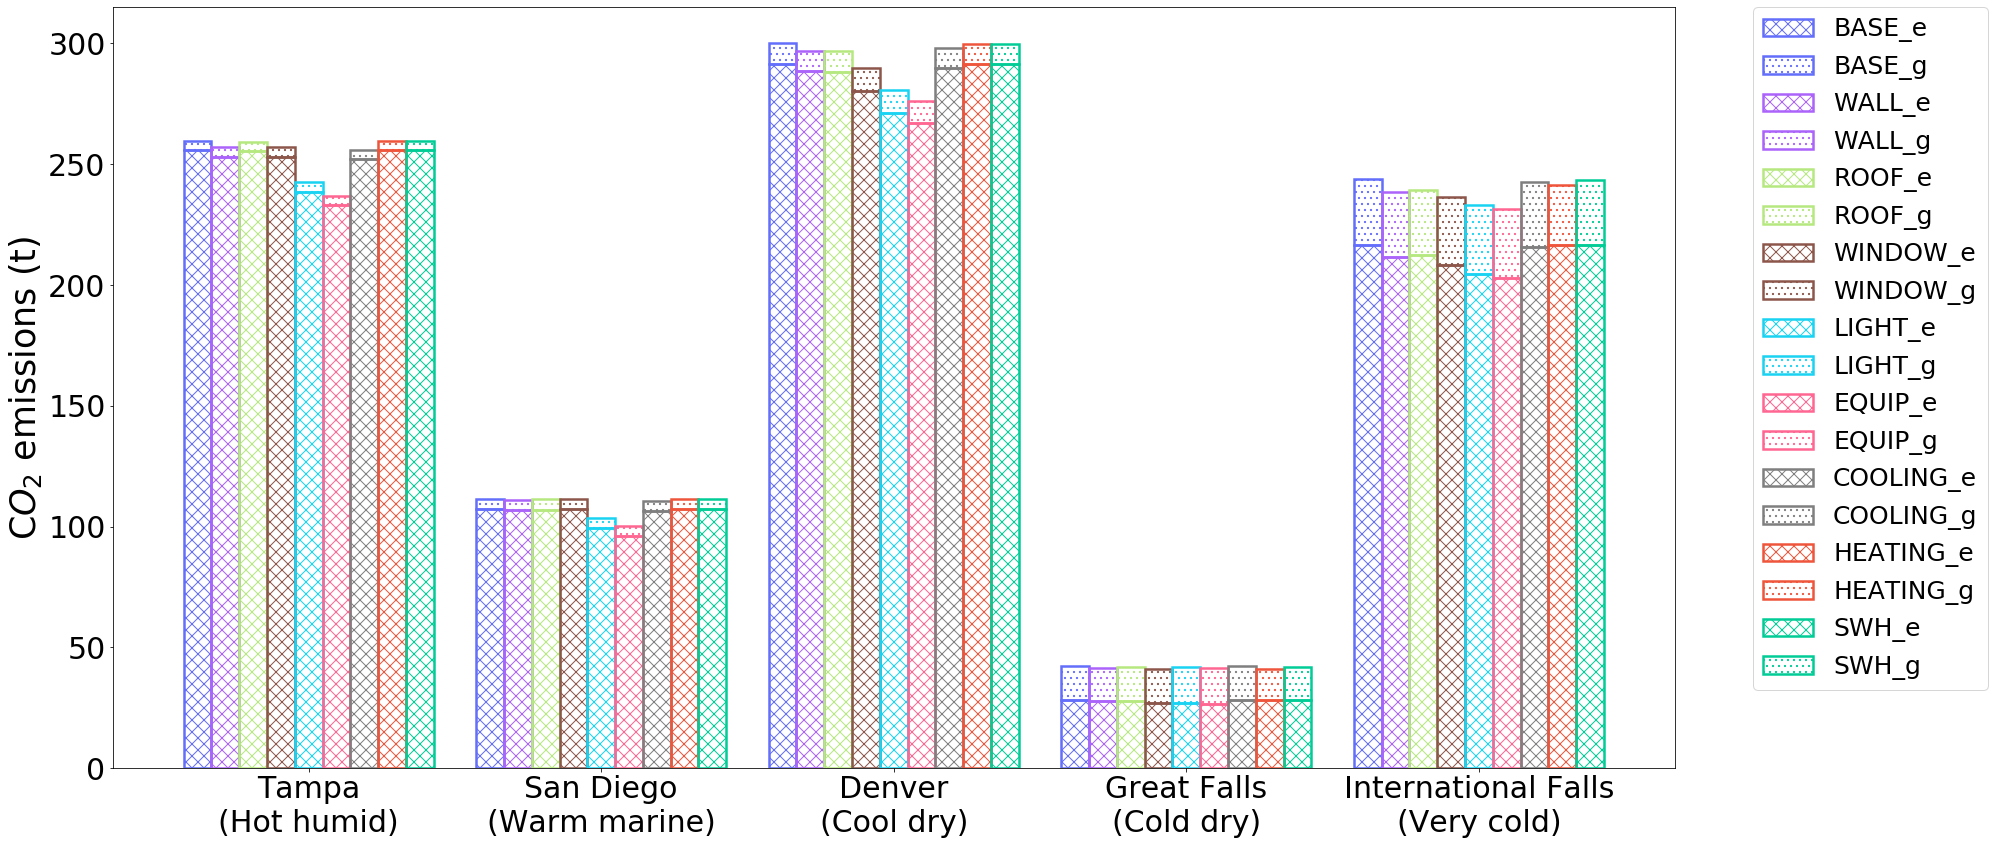 CO2 emissions (t)
300
250
200
150
100
50
0
Tampa
(Hot humid)
San Diego
(Warm marine)
Denver
(Cool dry)
Great Falls
(Cold dry)
International Falls
(Very cold)
BASE_e
BASE_g
WALL_e
WALL_g
ROOF_e
ROOF_g
WINDOW_e
WINDOW_g
LIGHT_e
LIGHT_g
EQUIP_e
EQUIP_g
COOLING_e
COOLING_g
HEATING_e
HEATING_g
SWH_e
SWH_g